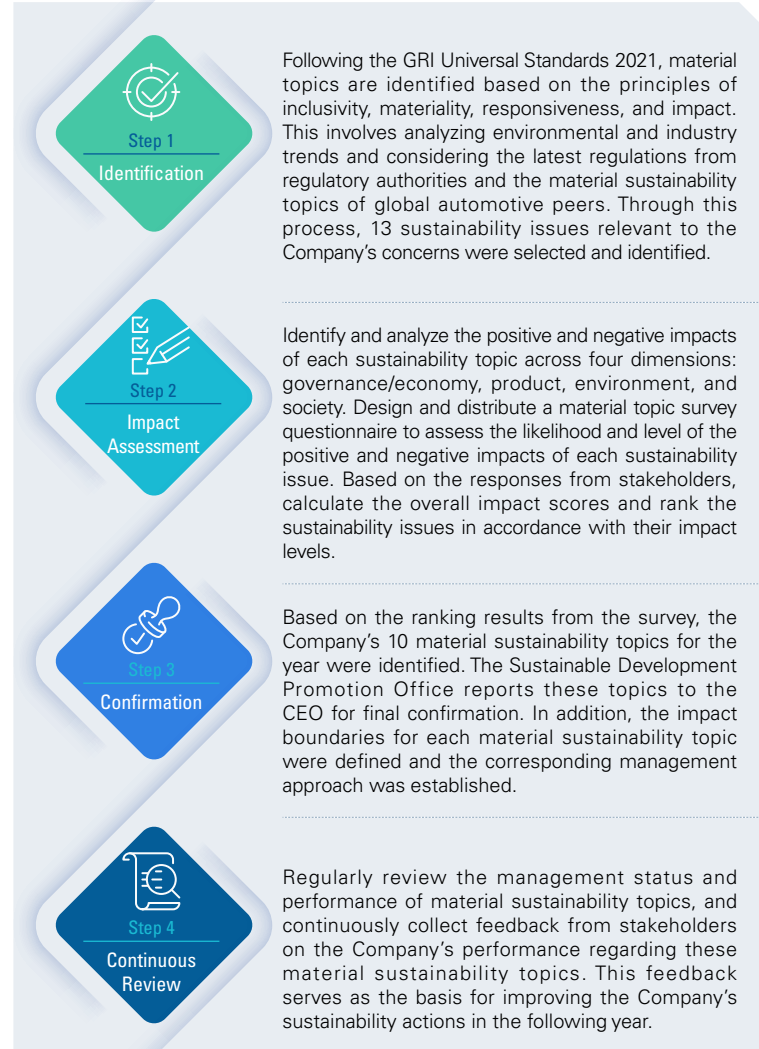 Step 1
Identification
Following the GRI Universal Standards 2021, material
topics are identified based on the principles of
inclusivity, materiality, responsiveness, and impact.
This involves analyzing environmental and industry
trends and considering the latest regulations from
regulatory authorities and the material sustainability
topics of global automotive peers. Through this
process, 13 sustainability issues relevant to the
Company’s concerns were selected and identified.
Step 2
Impact
Assessment
Identify and analyze the positive and negative impacts
of each sustainability topic across four dimensions:
governance/economy, product, environment, and
society. Design and distribute a material topic survey
questionnaire to assess the likelihood and level of the
positive and negative impacts of each sustainability
issue. Based on the responses from stakeholders,
calculate the overall impact scores and rank the
sustainability issues in accordance with their impact
levels.
Step 3
Confirmation
Based on the ranking results from the survey, the
Company’s 10 material sustainability topics for the
year were identified. The Sustainable Development
Promotion Office reports these topics to the
CEO for final confirmation. In addition, the impact
boundaries for each material sustainability topic
were defined and the corresponding management
approach was established.
Step 4
Continuous
Review
Regularly review the management status and
performance of material sustainability topics, and
continuously collect feedback from stakeholders
on the Company’s performance regarding these
material sustainability topics. This feedback
serves as the basis for improving the Company’s
sustainability actions in the following year.